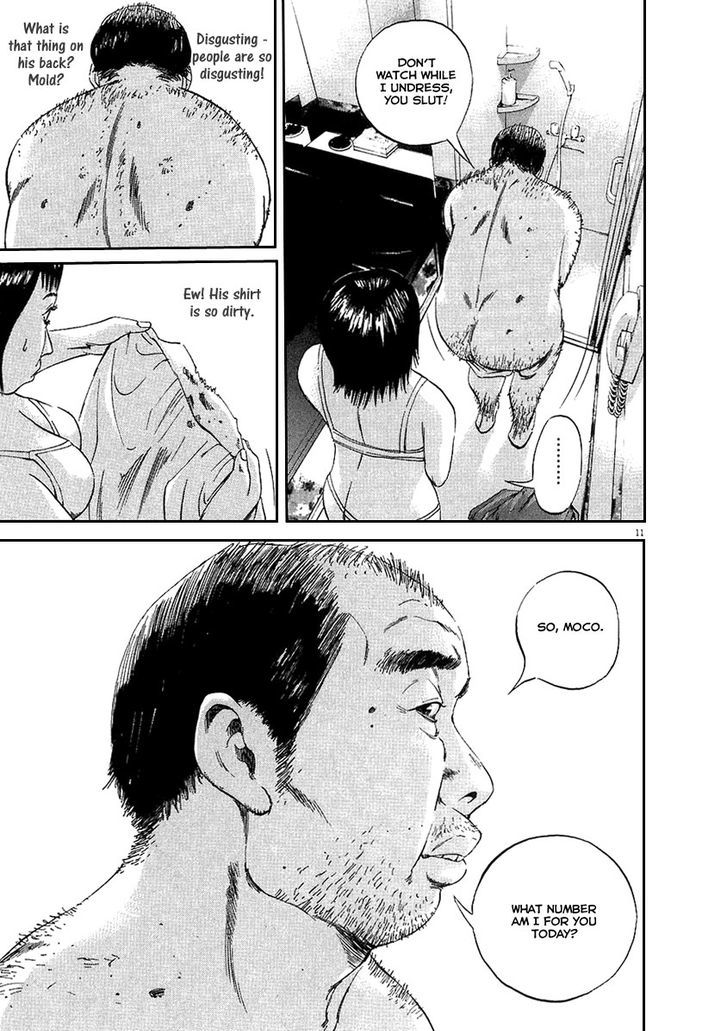 DON'T
WATCH WHILE
I UNDRESS,
YOU SLUT!
.........
What is
that thing on
his back?
Mold?
Disgusting -
people are so
disgusting!
Ew! His shirt
is so dirty.
11
SO, MOCO.
WHAT NUMBER
AM I FOR YOU
TODAY?